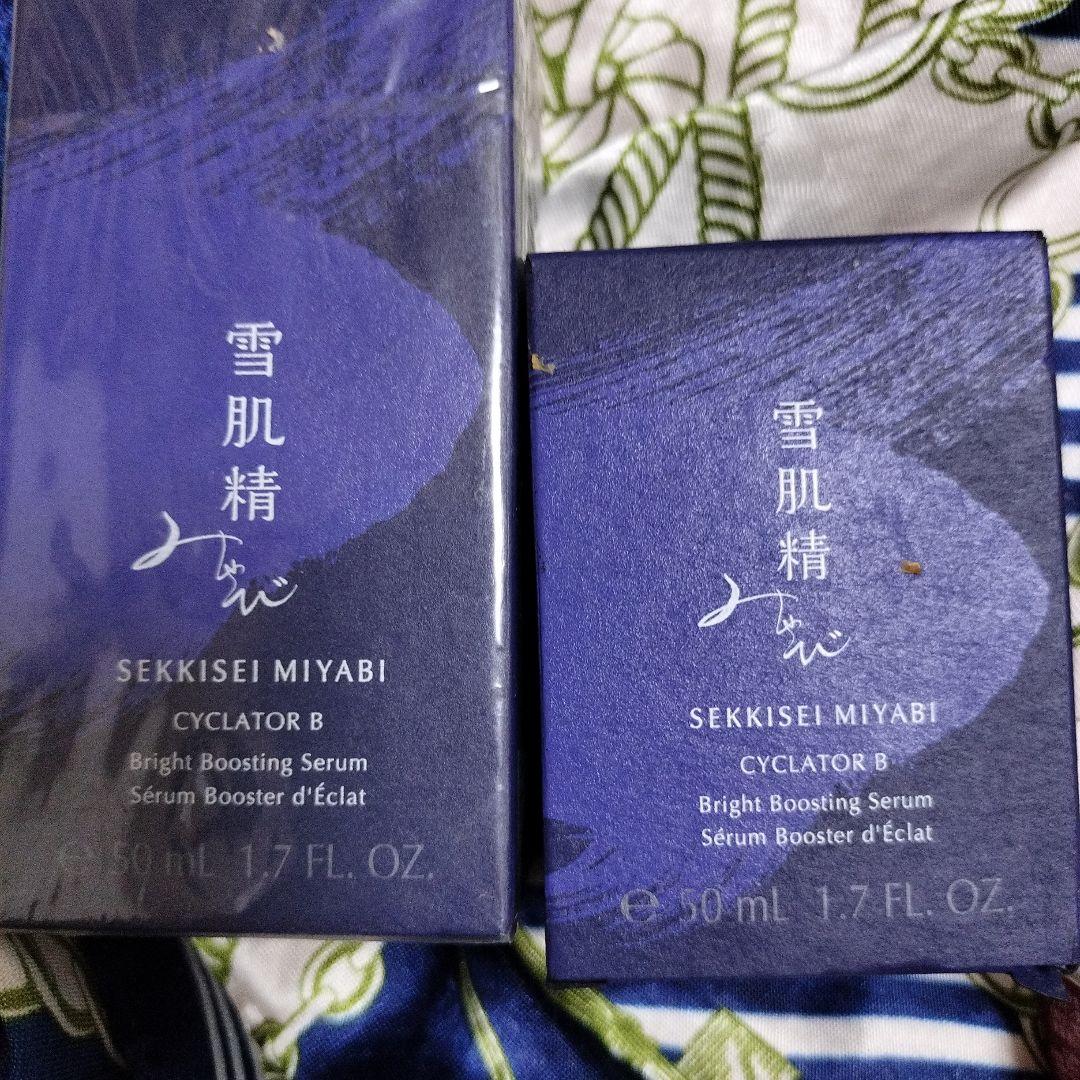 雪肌精
みやび
SEKKISEI MIYABI
CYCLATOR B
Bright Boosting Serum
Sérum Booster d'Éclat
℮ 50 mL 1.7 FL. OZ.
雪肌精
みやび
SEKKISEI MIYABI
CYCLATOR B
Bright Boosting Serum
Sérum Booster d'Éclat
℮ 50 mL 1.7 FL. OZ.